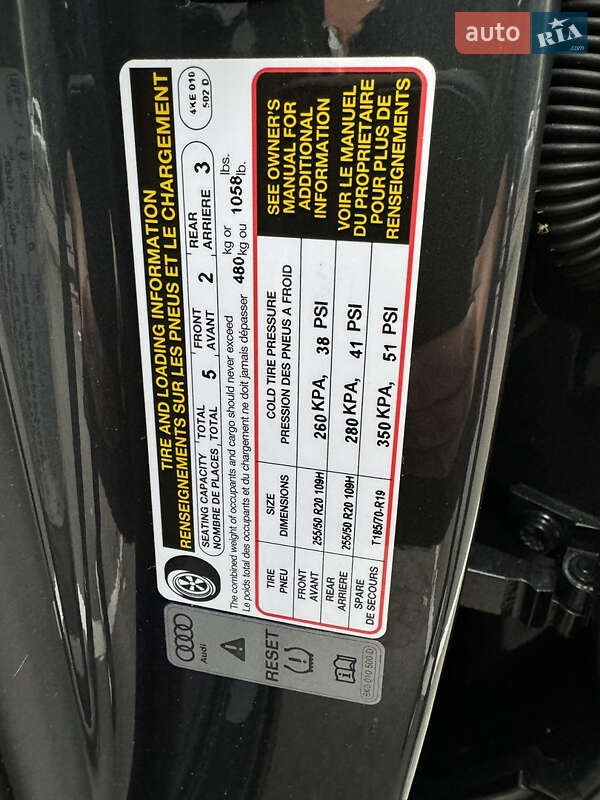 auto RIA
.com
TIRE AND LOADING INFORMATION
RENSEIGNEMENTS SUR LES PNEUS ET LE CHARGEMENT
4KE 010
502 D
SEATING CAPACITY TOTAL 5 FRONT 2 REAR 3
NOMBRE DE PLACES TOTAL AVANT ARRIERE
The combined weight of occupants and cargo should never exceed 480 kg or 1058 lbs.
Le poids total des occupants et du chargement ne doit jamais dépasser kg ou lb.
TIRE SIZE COLD TIRE PRESSURE
PNEU DIMENSIONS PRESSION DES PNEUS A FROID
FRONT 255/50 R20 109H 260 KPA, 38 PSI
AVANT
REAR 255/50 R20 109H 280 KPA, 41 PSI
ARRIERE
SPARE T185/70-R19 350 KPA, 51 PSI
DE SECOURS
SEE OWNER'S
MANUAL FOR
ADDITIONAL
INFORMATION
VOIR LE MANUEL
DU PROPRIETAIRE
POUR PLUS DE
RENSEIGNEMENTS
Audi
RESET
8K0 010 500 D